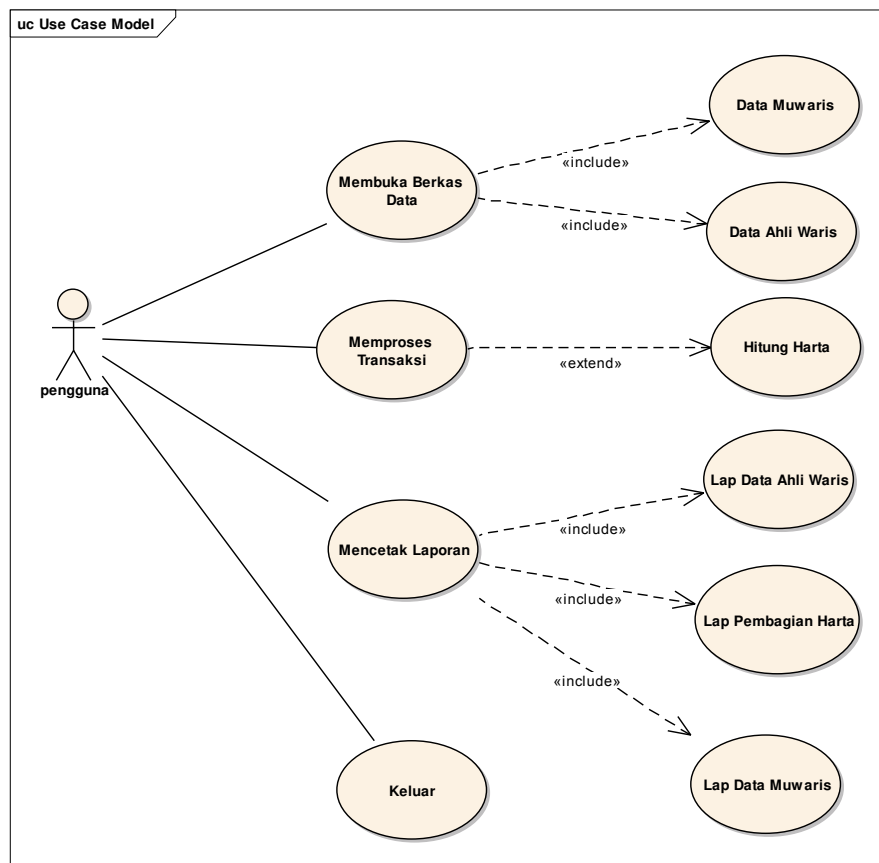 uc Use Case Model
Data Muwaris
«include»
Membuka Berkas
Data
«include»
Data Ahli Waris
pengguna
Memproses
Transaksi
«extend»
Hitung Harta
Lap Data Ahli Waris
«include»
Mencetak Laporan
«include»
Lap Pembagian Harta
«include»
Keluar
Lap Data Muwaris